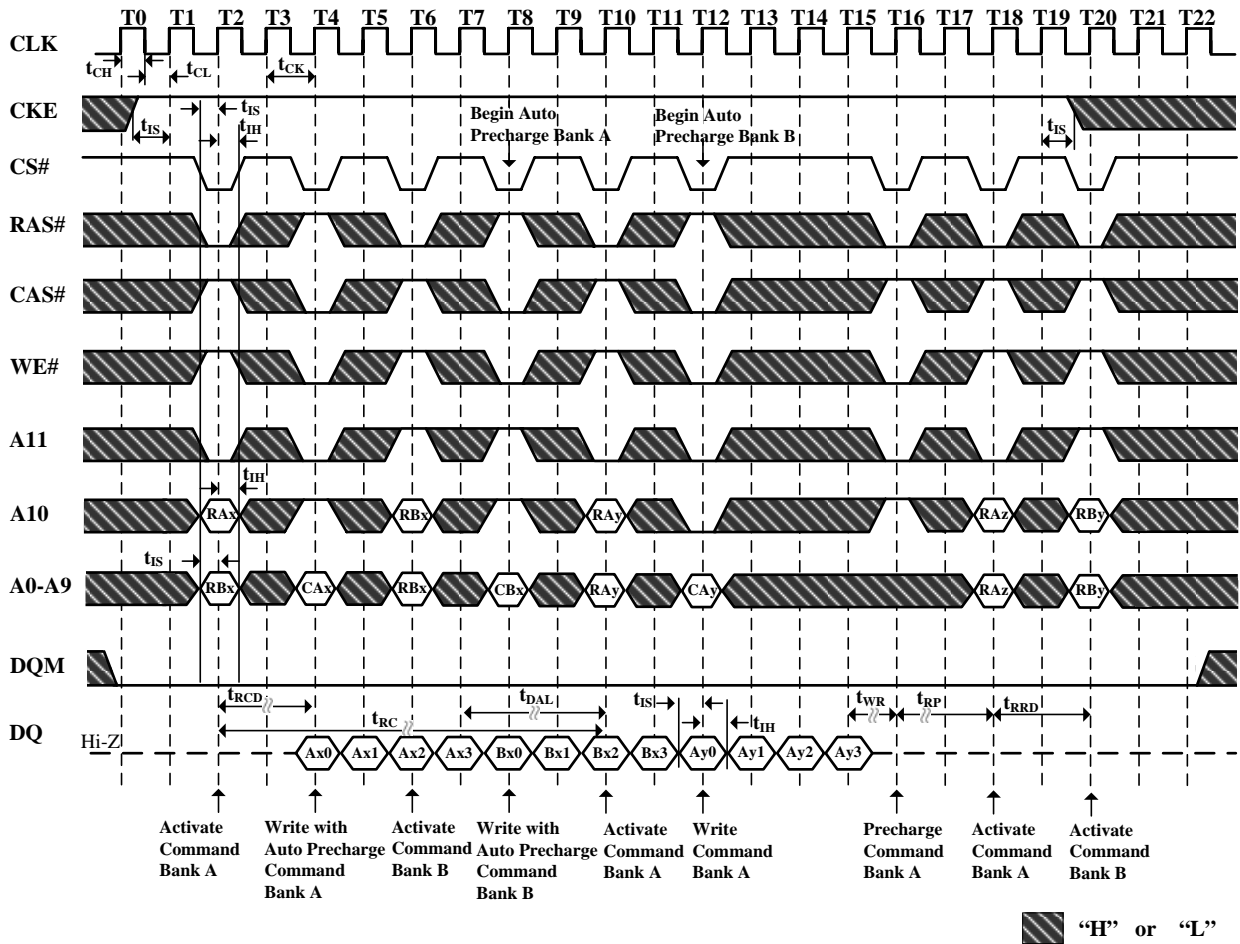 T0 T1 T2 T3 T4 T5 T6 T7 T8 T9 T10 T11 T12 T13 T14 T15 T16 T17 T18 T19 T20 T21 T22
CLK
tCH tCL tCK
CKE
tIS
tIS
tIH
Begin Auto
Precharge Bank A
Begin Auto
Precharge Bank B
tIS
CS#
RAS#
CAS#
WE#
A11
tIH
A10
RAx RBx RAy RAz RBy
tIS
A0-A9
RBx CAx RBx CBx RAy CAy RAz RBy
DQM
tRCD tRC tDAL tIS tIH tWR tRP tRRD
DQ
Hi-Z
Ax0 Ax1 Ax2 Ax3 Bx0 Bx1 Bx2 Bx3 Ay0 Ay1 Ay2 Ay3
Activate
Command
Bank A
Write with
Auto Precharge
Command
Bank A
Activate
Command
Bank B
Write with
Auto Precharge
Command
Bank B
Activate
Command
Bank A
Write
Command
Bank A
Precharge
Command
Bank A
Activate
Command
Bank A
Activate
Command
Bank B
“H” or “L”